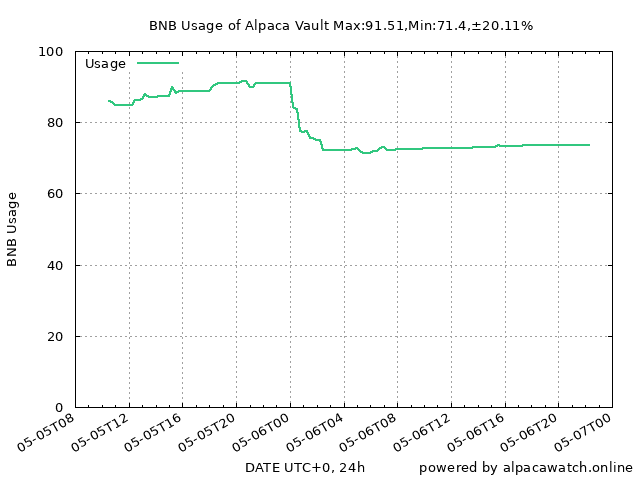 BNB Usage of Alpaca Vault Max:91.51,Min:71.4,±20.11%
Usage
100
80
60
40
20
0
BNB Usage
05-05T08
05-05T12
05-05T16
05-05T20
05-06T00
05-06T04
05-06T08
05-06T12
05-06T16
05-06T20
05-07T00
DATE UTC+0, 24h
powered by alpacawatch.online